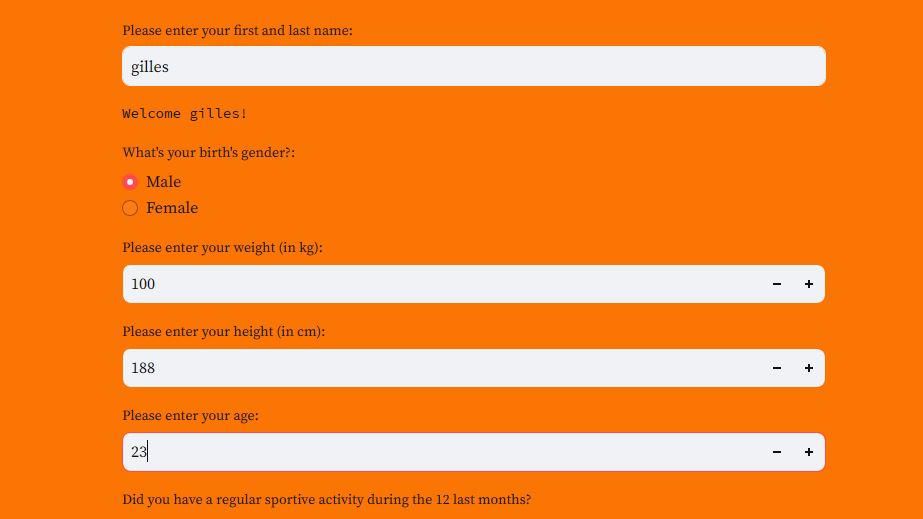 Please enter your first and last name:
gilles
Welcome gilles!
What's your birth's gender?:
Male
Female
Please enter your weight (in kg):
100
Please enter your height (in cm):
188
Please enter your age:
23
Did you have a regular sportive activity during the 12 last months?